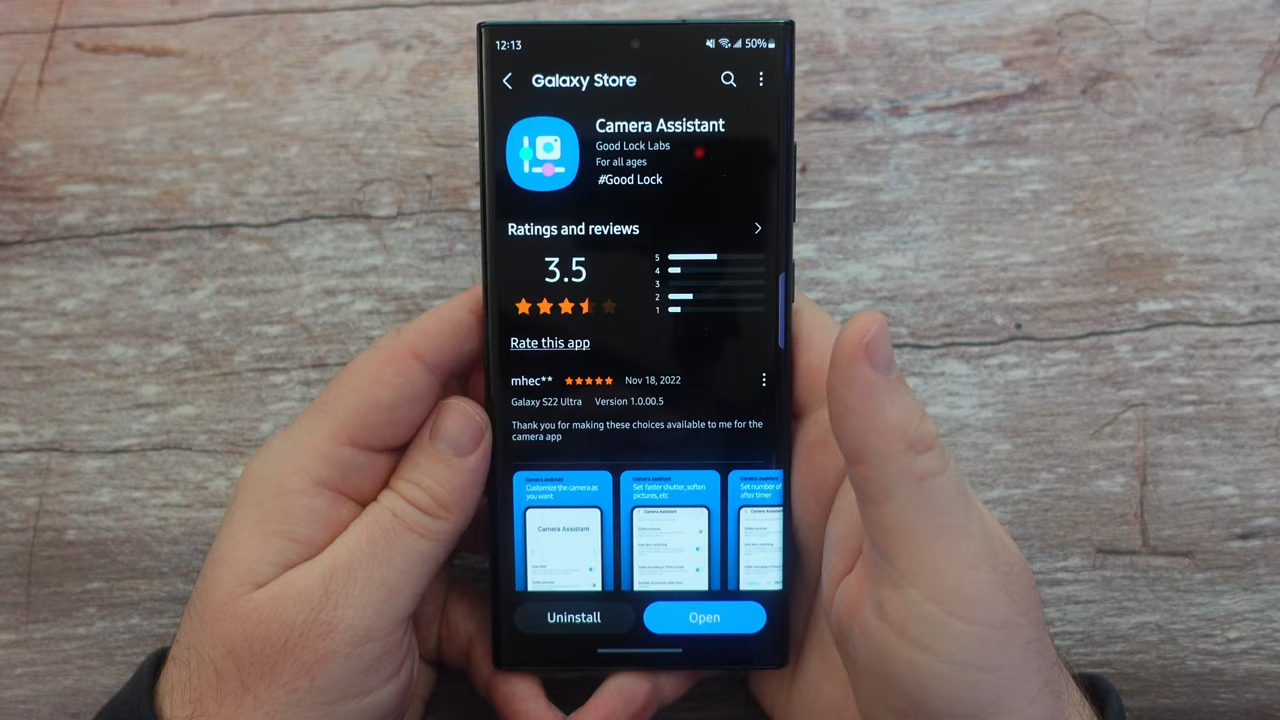 12:13 50%
Galaxy Store
Camera Assistant
Good Lock Labs
For all ages
#Good Lock
Ratings and reviews
3.5
5
4
3
2
1
Rate this app
mhec** Nov 18, 2022
Galaxy S22 Ultra Version 1.0.00.5
Thank you for making these choices available to me for the
camera app
Camera Assistant
Customize the camera as
you want
Camera Assistant
Camera Assistant
Set faster shutter, soften
pictures, etc
Camera Assistant
Camera Assistant
Set number of
after timer
Uninstall
Open